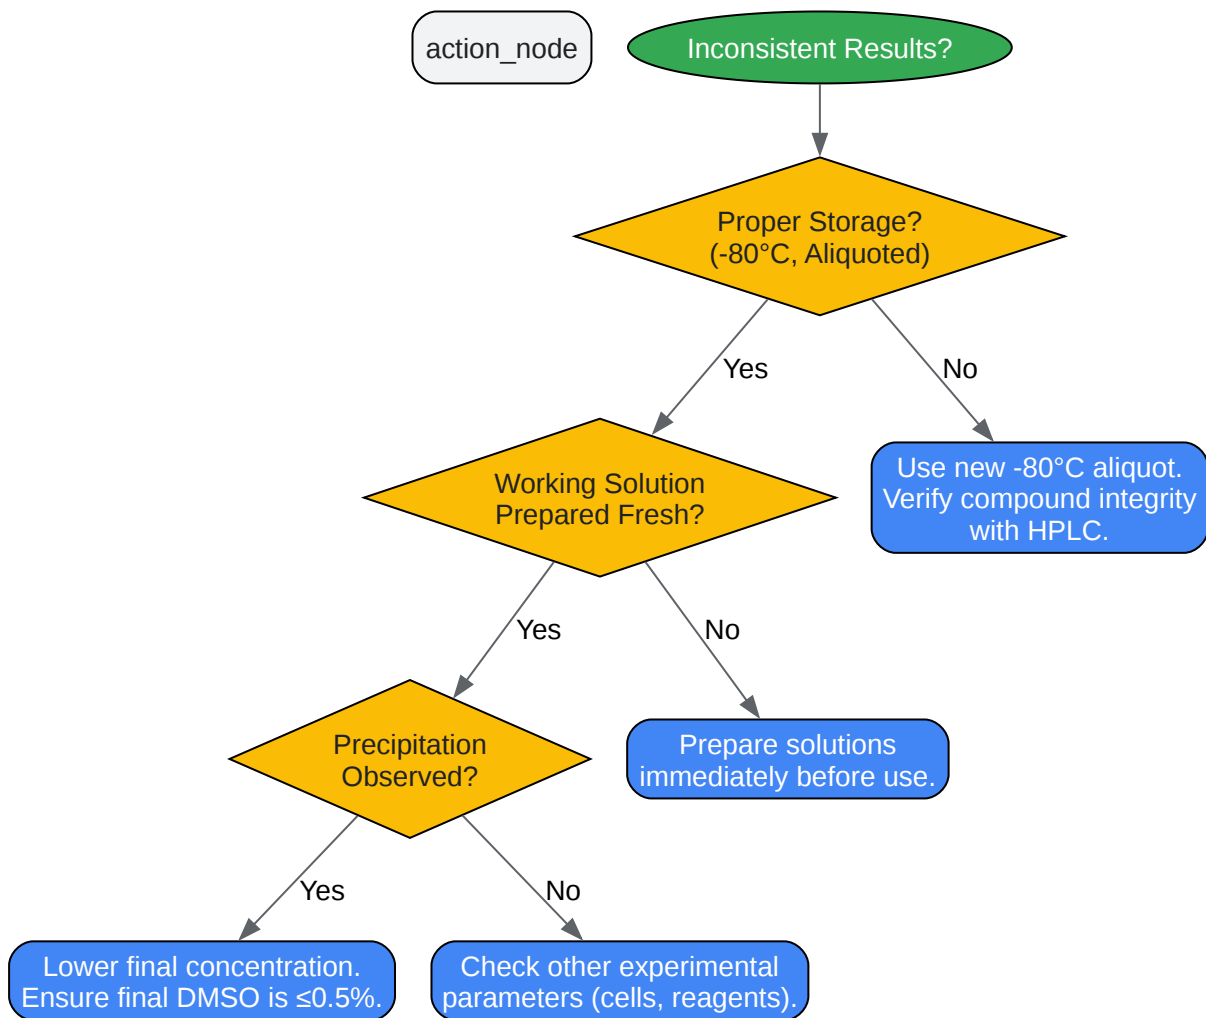 action_node
Inconsistent Results?
Proper Storage?
(-80°C, Aliquoted)
Yes
No
Working Solution
Prepared Fresh?
Use new -80°C aliquot.
Verify compound integrity
with HPLC.
Yes
No
Precipitation
Observed?
Prepare solutions
immediately before use.
Yes
No
Lower final concentration.
Ensure final DMSO is ≤0.5%.
Check other experimental
parameters (cells, reagents).